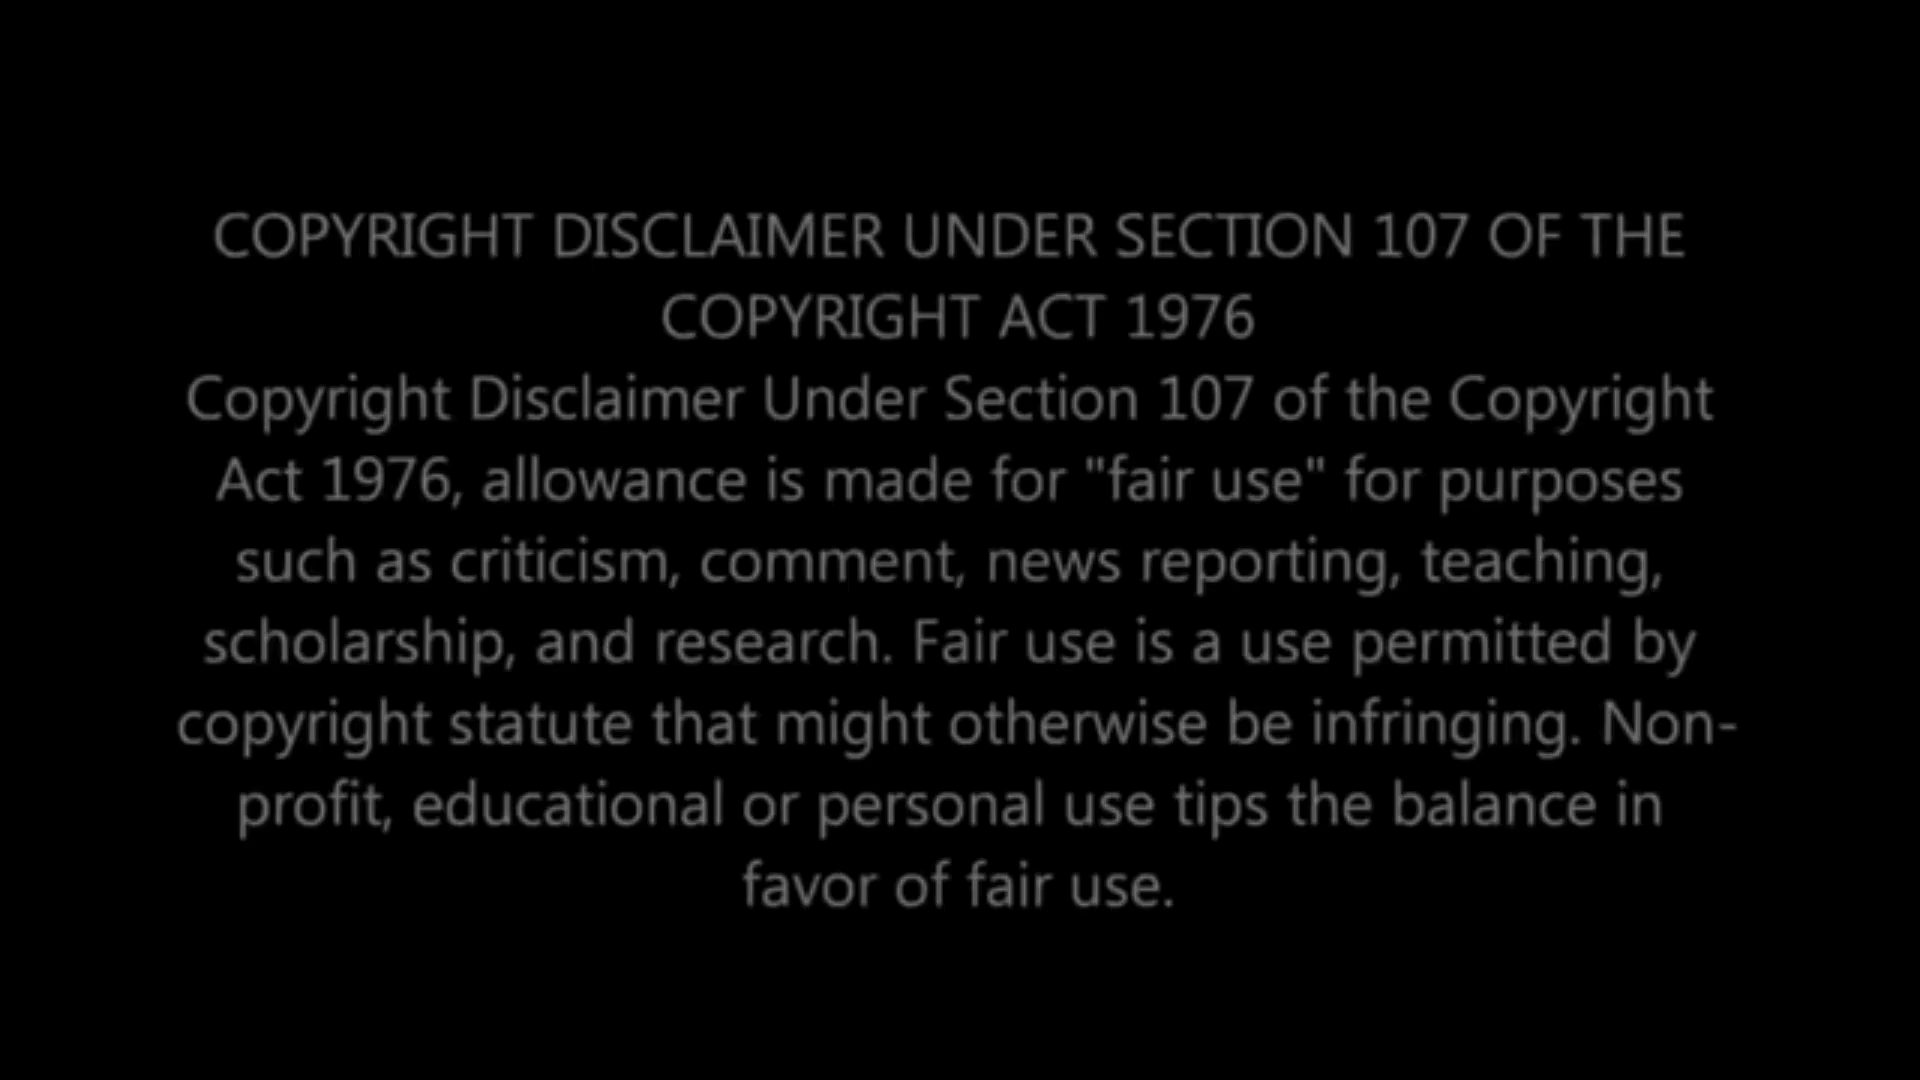 COPYRIGHT DISCLAIMER UNDER SECTION 107 OF THE
COPYRIGHT ACT 1976
Copyright Disclaimer Under Section 107 of the Copyright
Act 1976, allowance is made for "fair use" for purposes
such as criticism, comment, news reporting, teaching,
scholarship, and research. Fair use is a use permitted by
copyright statute that might otherwise be infringing. Non-
profit, educational or personal use tips the balance in
favor of fair use.